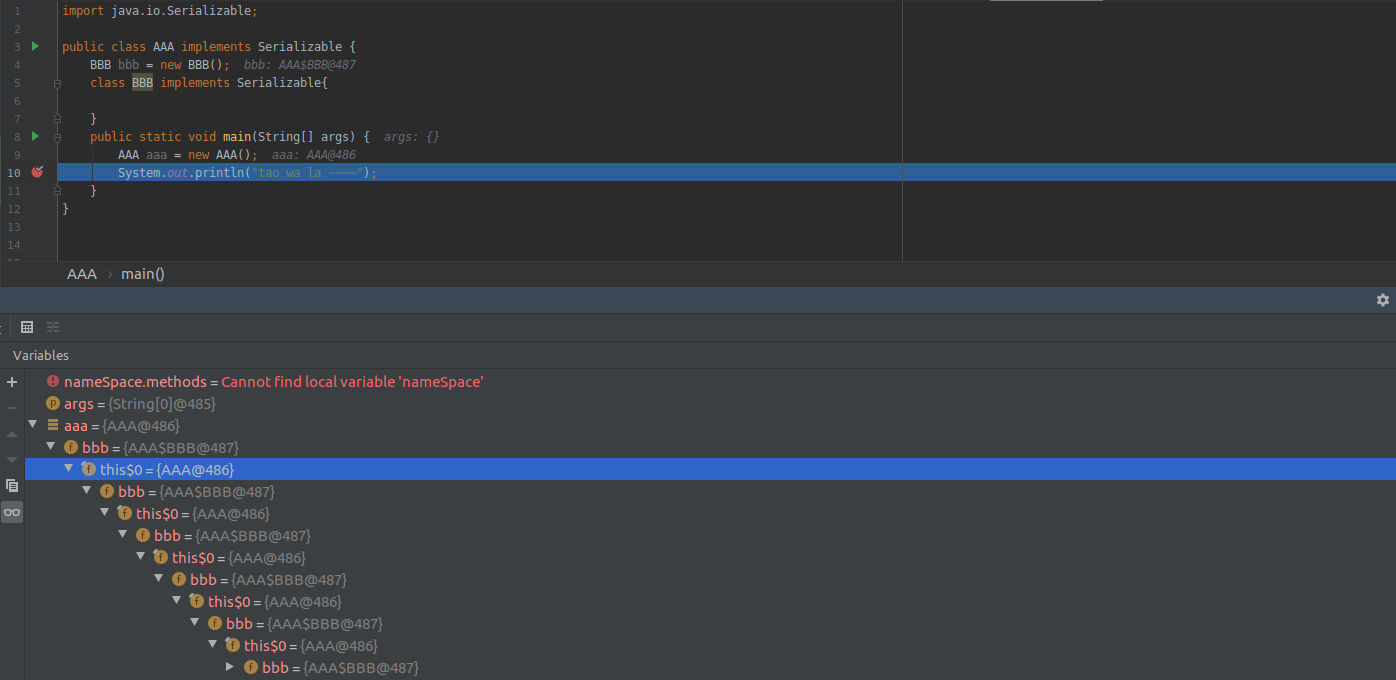 1 import java.io.Serializable;
2
3 public class AAA implements Serializable {
4 BBB bbb = new BBB(); bbb: AAA$BBB@487
5 class BBB implements Serializable{
6
7 }
8 public static void main(String[] args) { args: {}
9 AAA aaa = new AAA(); aaa: AAA@486
10 System.out.println("tao wa la ~~~~");
11 }
12 }
13
14
AAA › main()
Variables
nameSpace.methods = Cannot find local variable 'nameSpace'
args = {String[0]@485}
aaa = {AAA@486}
bbb = {AAA$BBB@487}
this$0 = {AAA@486}
bbb = {AAA$BBB@487}
this$0 = {AAA@486}
bbb = {AAA$BBB@487}
this$0 = {AAA@486}
bbb = {AAA$BBB@487}
this$0 = {AAA@486}
bbb = {AAA$BBB@487}
this$0 = {AAA@486}
bbb = {AAA$BBB@487}